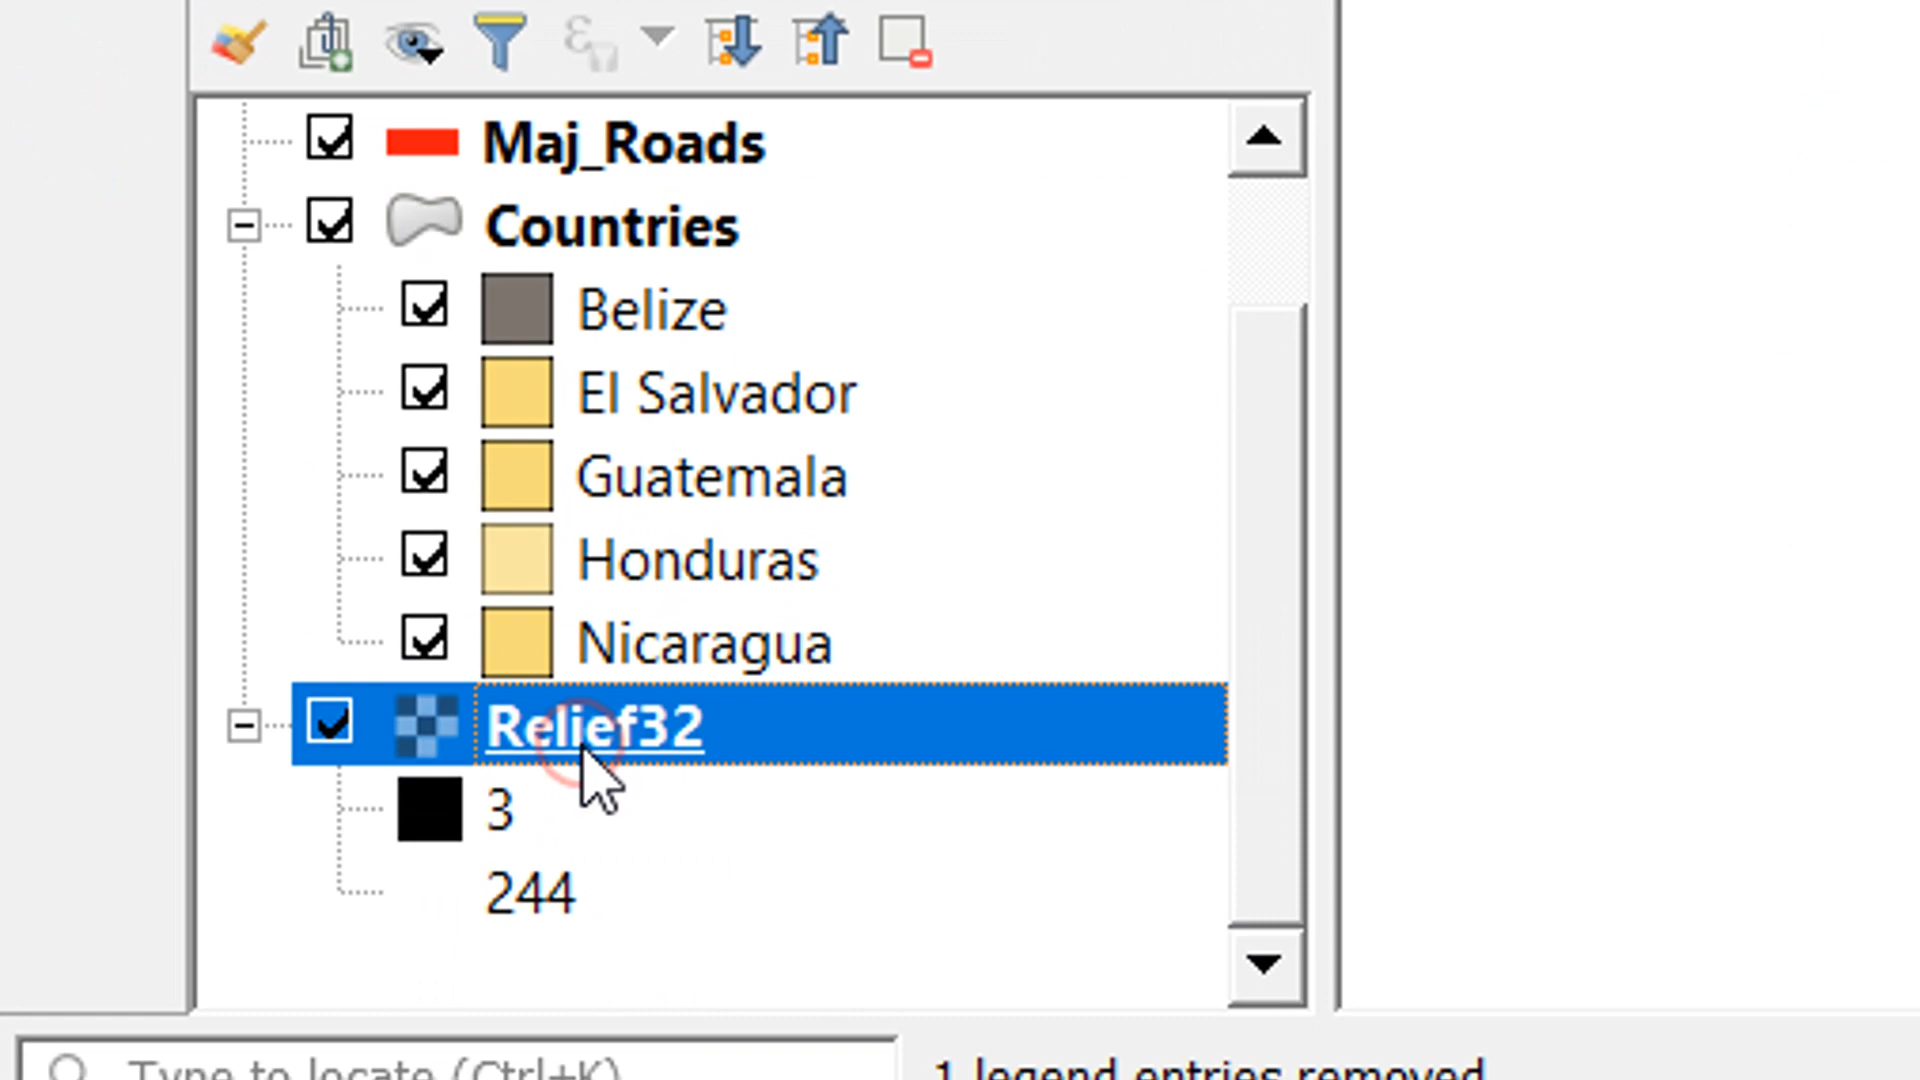 Maj_Roads
Countries
Belize
El Salvador
Guatemala
Honduras
Nicaragua
Relief32
3
244
Type to locate (Ctrl+K)
1 legend entries removed